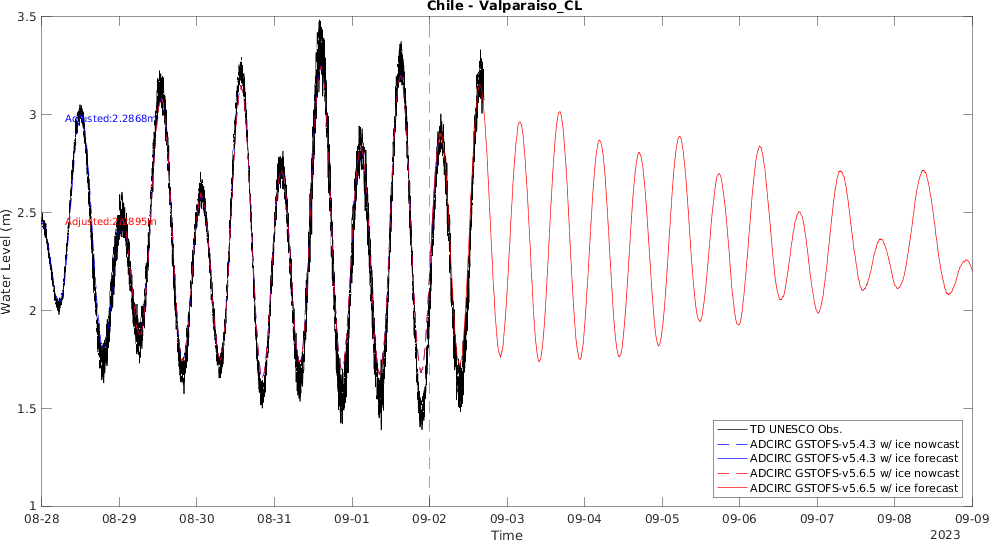 Chile - Valparaiso_CL
3.5
3
2.5
2
1.5
1
Water Level (m)
Adjusted:2.2868m
08-28
08-29
08-30
08-31
09-01
09-02
09-03
09-04
09-05
09-06
09-07
09-08
09-09
Time
2023
TD UNESCO Obs.
ADCIRC GSTOFS-v5.4.3 w/ ice nowcast
ADCIRC GSTOFS-v5.4.3 w/ ice forecast
ADCIRC GSTOFS-v5.6.5 w/ ice nowcast
ADCIRC GSTOFS-v5.6.5 w/ ice forecast